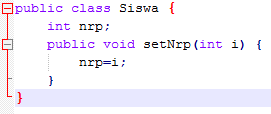 public class Siswa {
    int nrp;
    public void setNrp(int i) {
        nrp=i;
    }
}